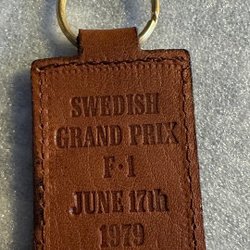 SWEDISH
GRAND PRIX
F·1
JUNE 17th
1979